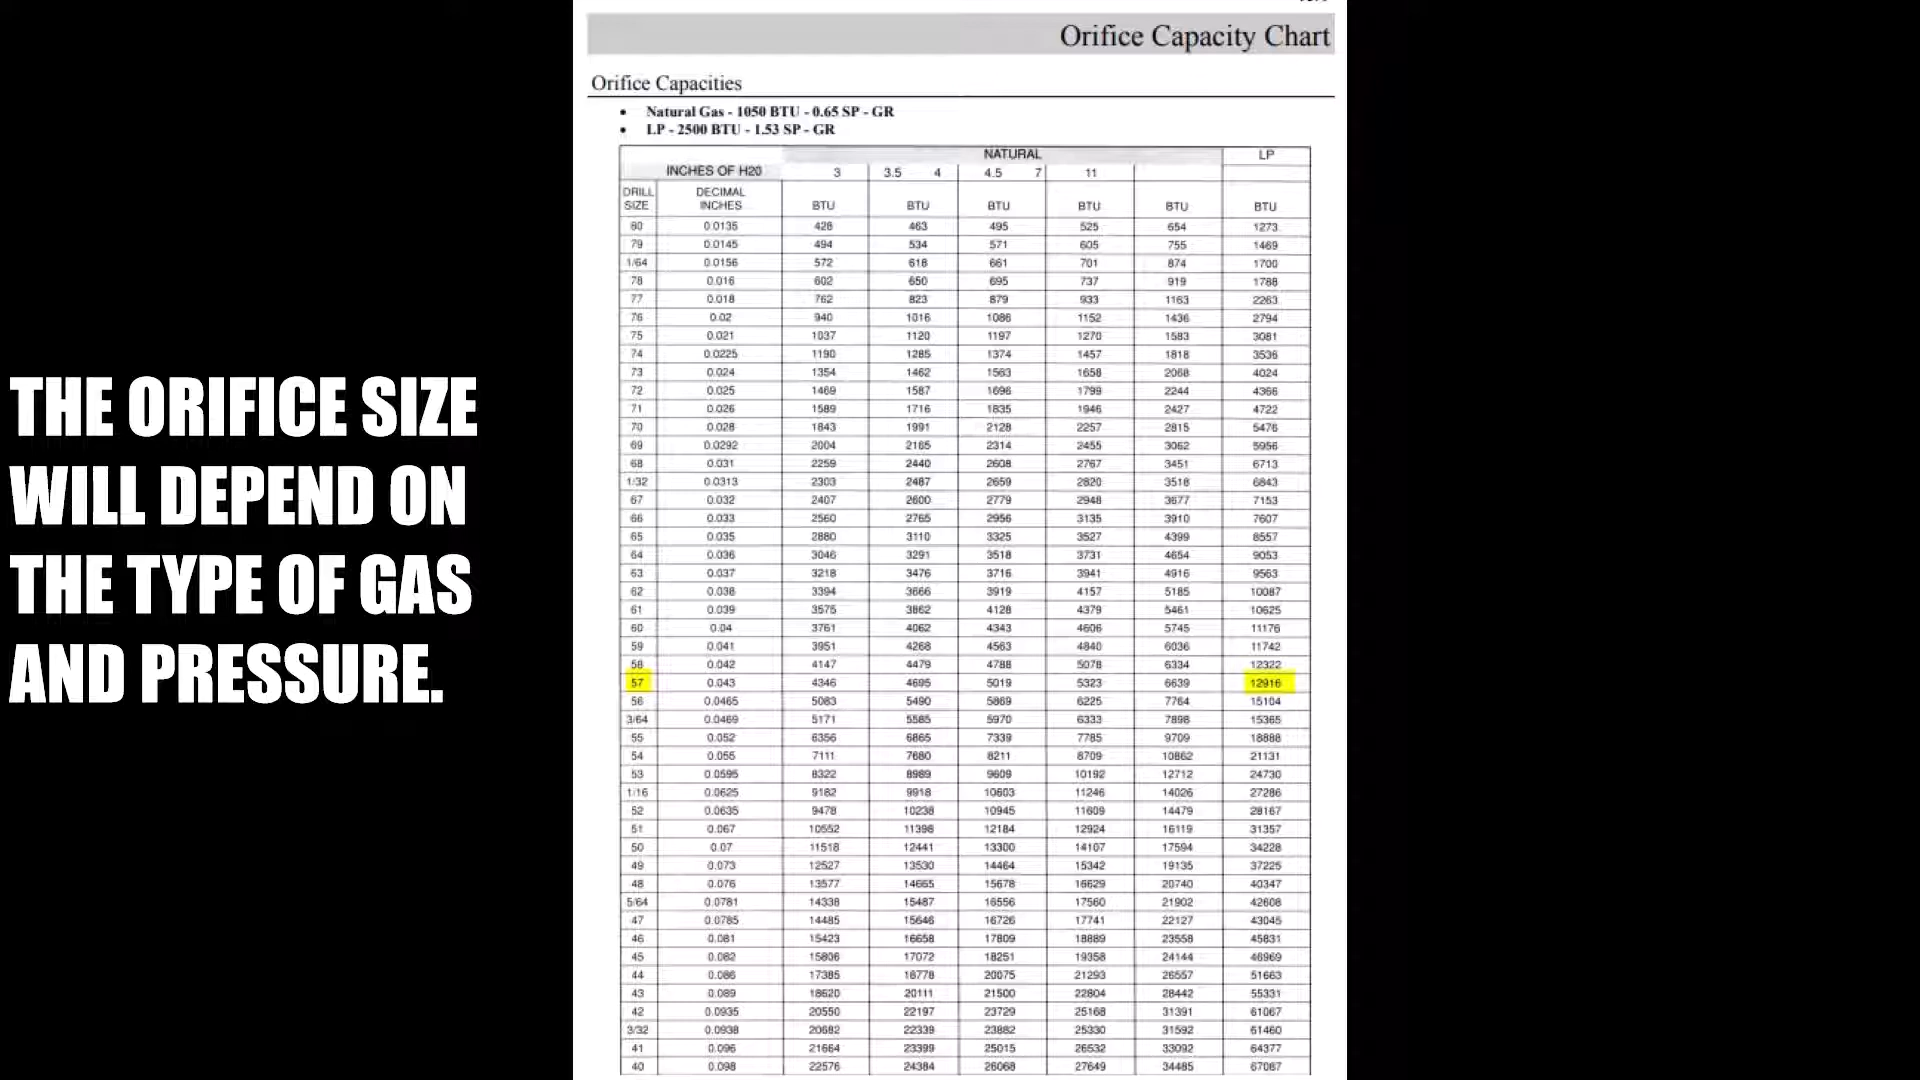 Orifice Capacity Chart
Orifice Capacities
• Natural Gas - 1050 BTU - 0.65 SP - GR
• LP - 2500 BTU - 1.53 SP - GR
NATURAL LP
INCHES OF H20 3 3.5 4 4.5 7 11
DRILL SIZE DECIMAL INCHES BTU BTU BTU BTU BTU BTU
80 0.0135 428 463 495 525 654 1273
79 0.0145 494 534 571 605 755 1469
1/64 0.0156 572 618 661 701 874 1700
78 0.016 602 650 695 737 919 1788
77 0.018 762 823 879 933 1163 2263
76 0.02 940 1016 1086 1152 1436 2794
75 0.021 1037 1120 1197 1270 1583 3081
74 0.0225 1190 1285 1374 1457 1818 3536
73 0.024 1354 1462 1563 1658 2068 4024
72 0.025 1469 1587 1696 1799 2244 4366
71 0.026 1589 1716 1835 1946 2427 4722
70 0.028 1843 1991 2128 2257 2815 5476
69 0.0292 2004 2165 2314 2455 3062 5956
68 0.031 2259 2440 2608 2767 3451 6713
1/32 0.0313 2303 2487 2659 2820 3518 6843
67 0.032 2407 2600 2779 2948 3677 7153
66 0.033 2560 2765 2956 3135 3910 7607
65 0.035 2880 3110 3325 3527 4399 8557
64 0.036 3046 3291 3518 3731 4654 9053
63 0.037 3218 3476 3716 3941 4916 9563
62 0.038 3394 3666 3919 4157 5185 10087
61 0.039 3575 3862 4128 4379 5461 10625
60 0.04 3761 4062 4343 4606 5745 11176
59 0.041 3951 4268 4563 4840 6036 11742
58 0.042 4147 4479 4788 5078 6334 12322
57 0.043 4346 4695 5019 5323 6639 12916
56 0.0465 5083 5490 5869 6225 7764 15104
3/64 0.0469 5171 5585 5970 6333 7898 15365
55 0.052 6356 6865 7339 7785 9709 18888
54 0.055 7111 7680 8211 8709 10862 21131
53 0.0595 8322 8989 9609 10192 12712 24730
1/16 0.0625 9182 9918 10603 11246 14026 27286
52 0.0635 9478 10238 10945 11609 14479 28167
51 0.067 10552 11398 12184 12924 16119 31357
50 0.07 11518 12441 13300 14107 17594 34228
49 0.073 12527 13530 14464 15342 19135 37225
48 0.076 13577 14665 15678 16629 20740 40347
5/64 0.0781 14338 15487 16556 17560 21902 42608
47 0.0785 14485 15646 16726 17741 22127 43045
46 0.081 15423 16658 17809 18889 23558 45831
45 0.082 15806 17072 18251 19358 24144 46969
44 0.086 17385 18778 20075 21293 26557 51663
43 0.089 18620 20111 21500 22804 28442 55331
42 0.0935 20550 22197 23729 25168 31391 61067
3/32 0.0938 20682 22339 23882 25330 31592 61460
41 0.096 21664 23399 25015 26532 33092 64377
40 0.098 22576 24384 26068 27649 34485 67087
THE ORIFICE SIZE
WILL DEPEND ON
THE TYPE OF GAS
AND PRESSURE.